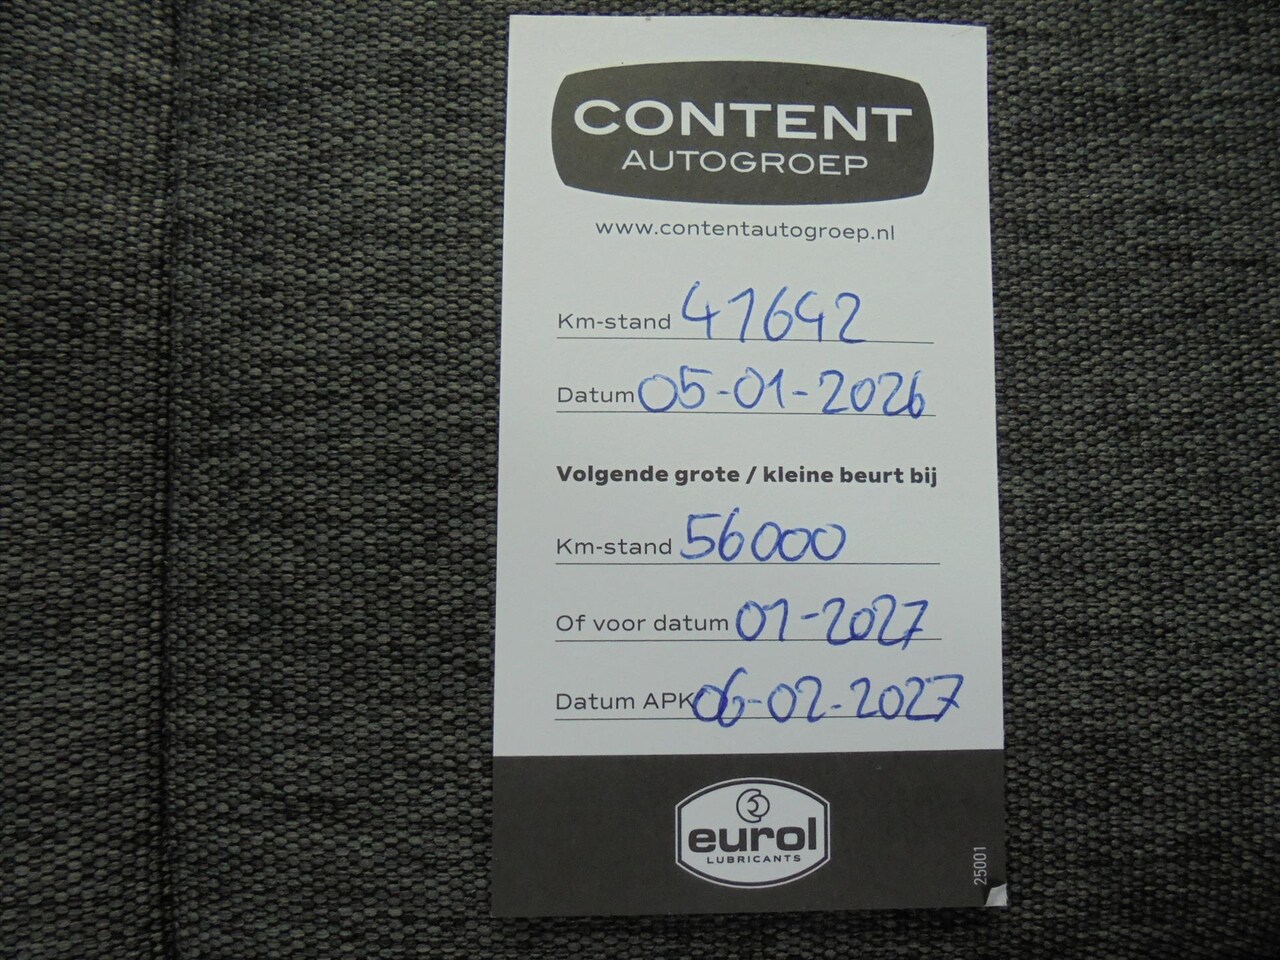 CONTENT
AUTOGROEP
www.contentautogroep.nl
Km-stand 41642
Datum 05-01-2026
Volgende grote / kleine beurt bij
Km-stand 56000
Of voor datum 01-2027
Datum APK 06-02-2027
eurol
LUBRICANTS
25001